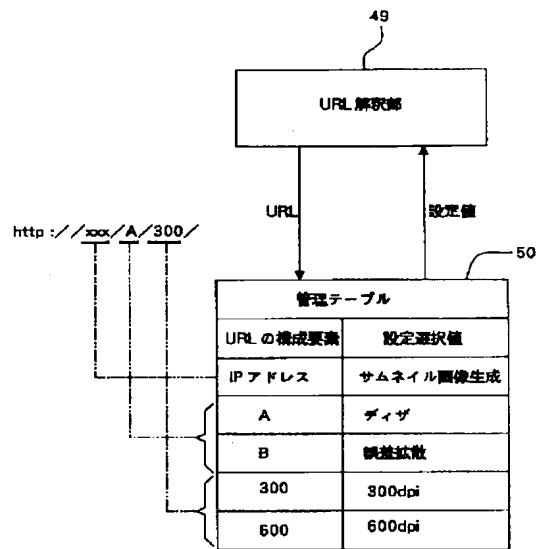 49
URL 解釈部
URL
設定値
http://xxx/A/300/
50
管理テーブル
URL の構成要素
設定選択値
IP アドレス
サムネイル画像生成
A
ディザ
B
誤差拡散
300
300dpi
600
600dpi